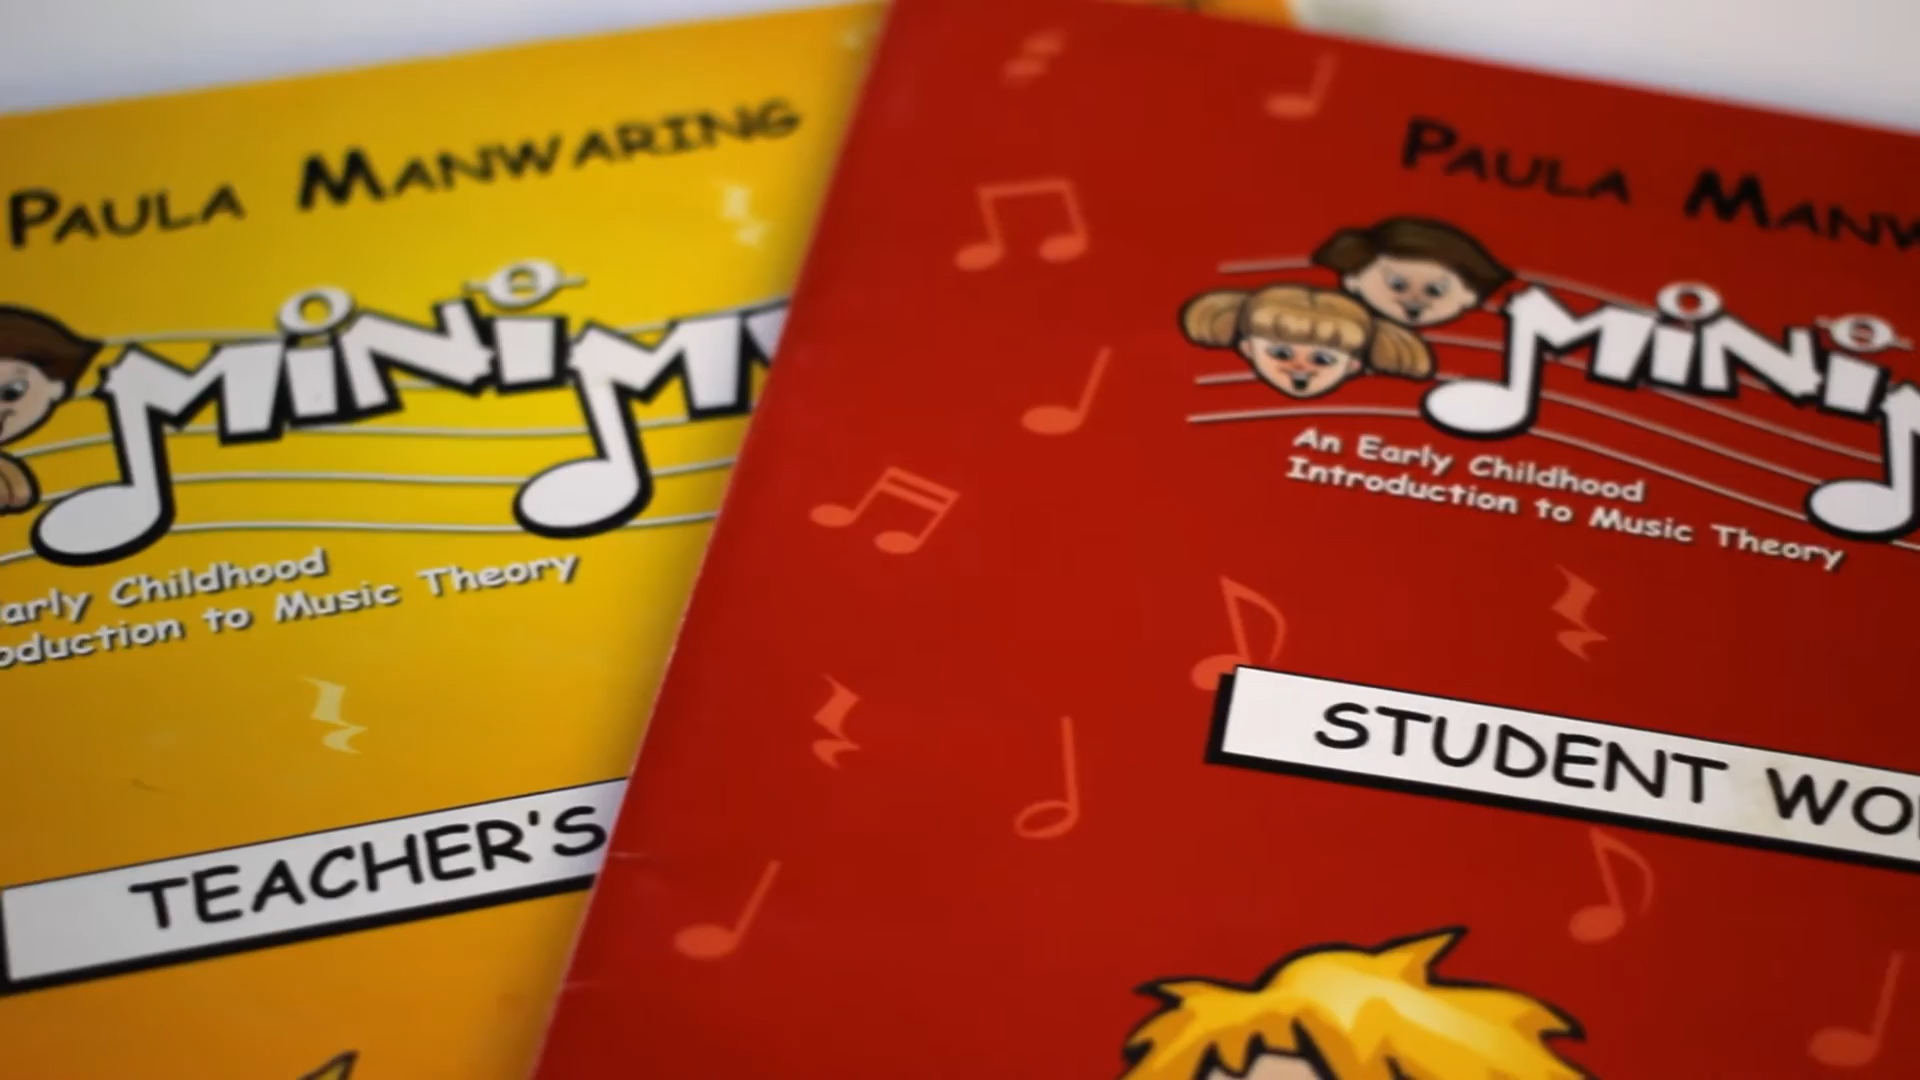 PAULA MANWARING
MINI M
arly Childhood
oduction to Music Theory
TEACHER'S
PAULA MANW
MINI
An Early Childhood
Introduction to Music Theory
STUDENT WO